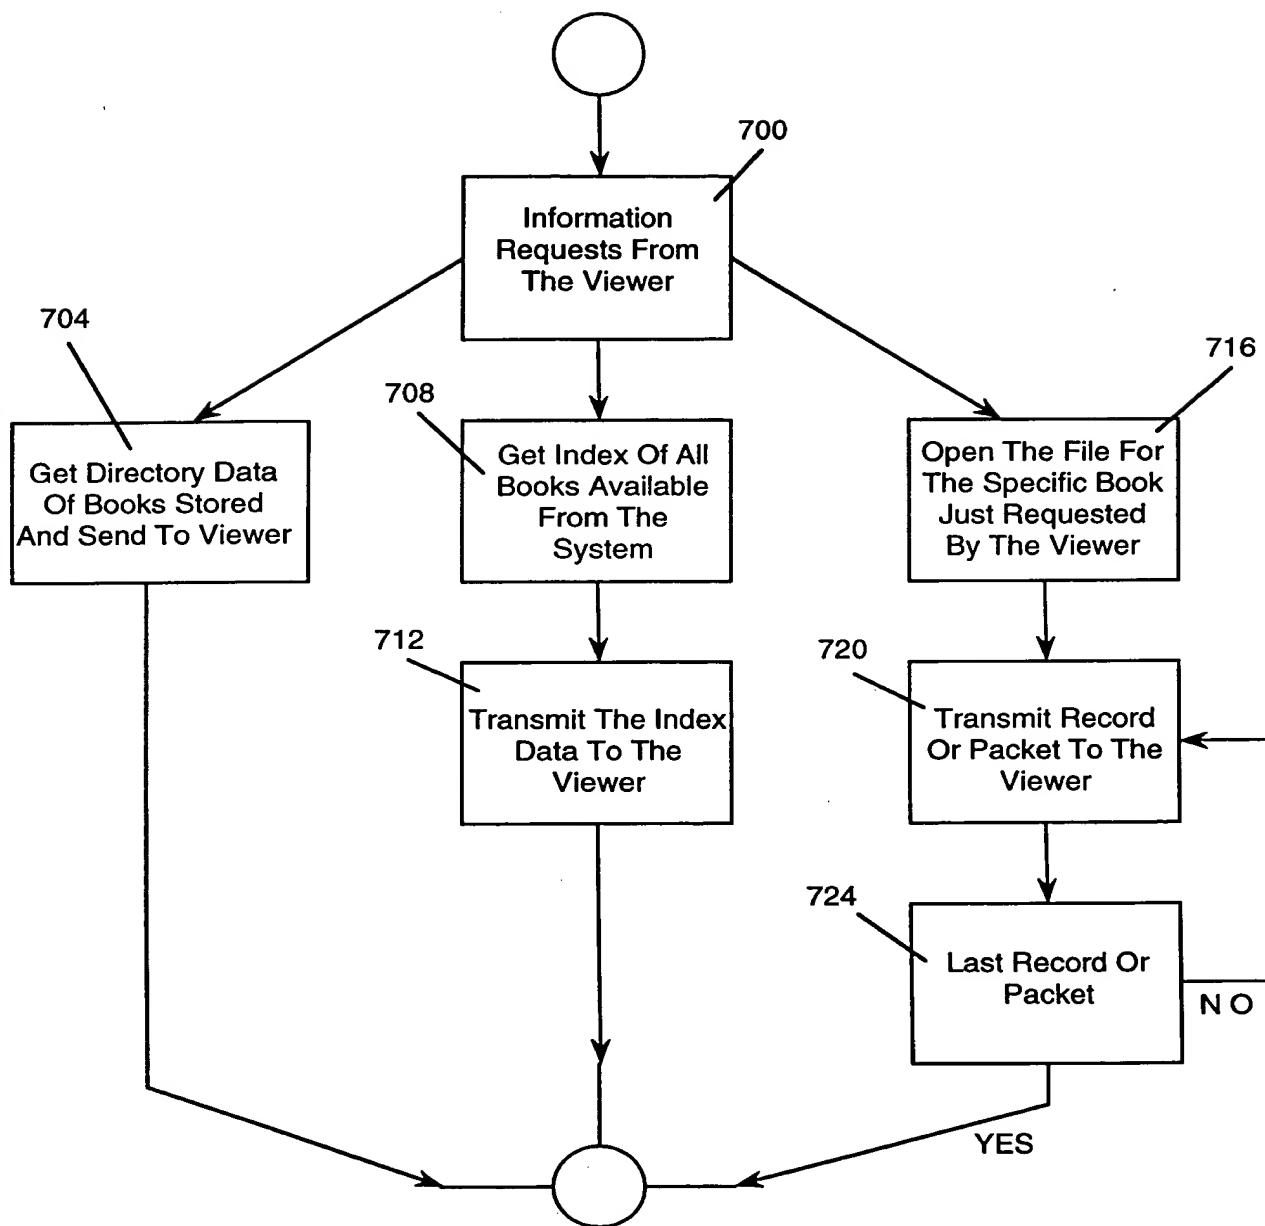 700
Information
Requests From
The Viewer
704
Get Directory Data
Of Books Stored
And Send To Viewer
708
Get Index Of All
Books Available
From The
System
712
Transmit The Index
Data To The
Viewer
716
Open The File For
The Specific Book
Just Requested
By The Viewer
720
Transmit Record
Or Packet To The
Viewer
724
Last Record Or
Packet
NO
YES